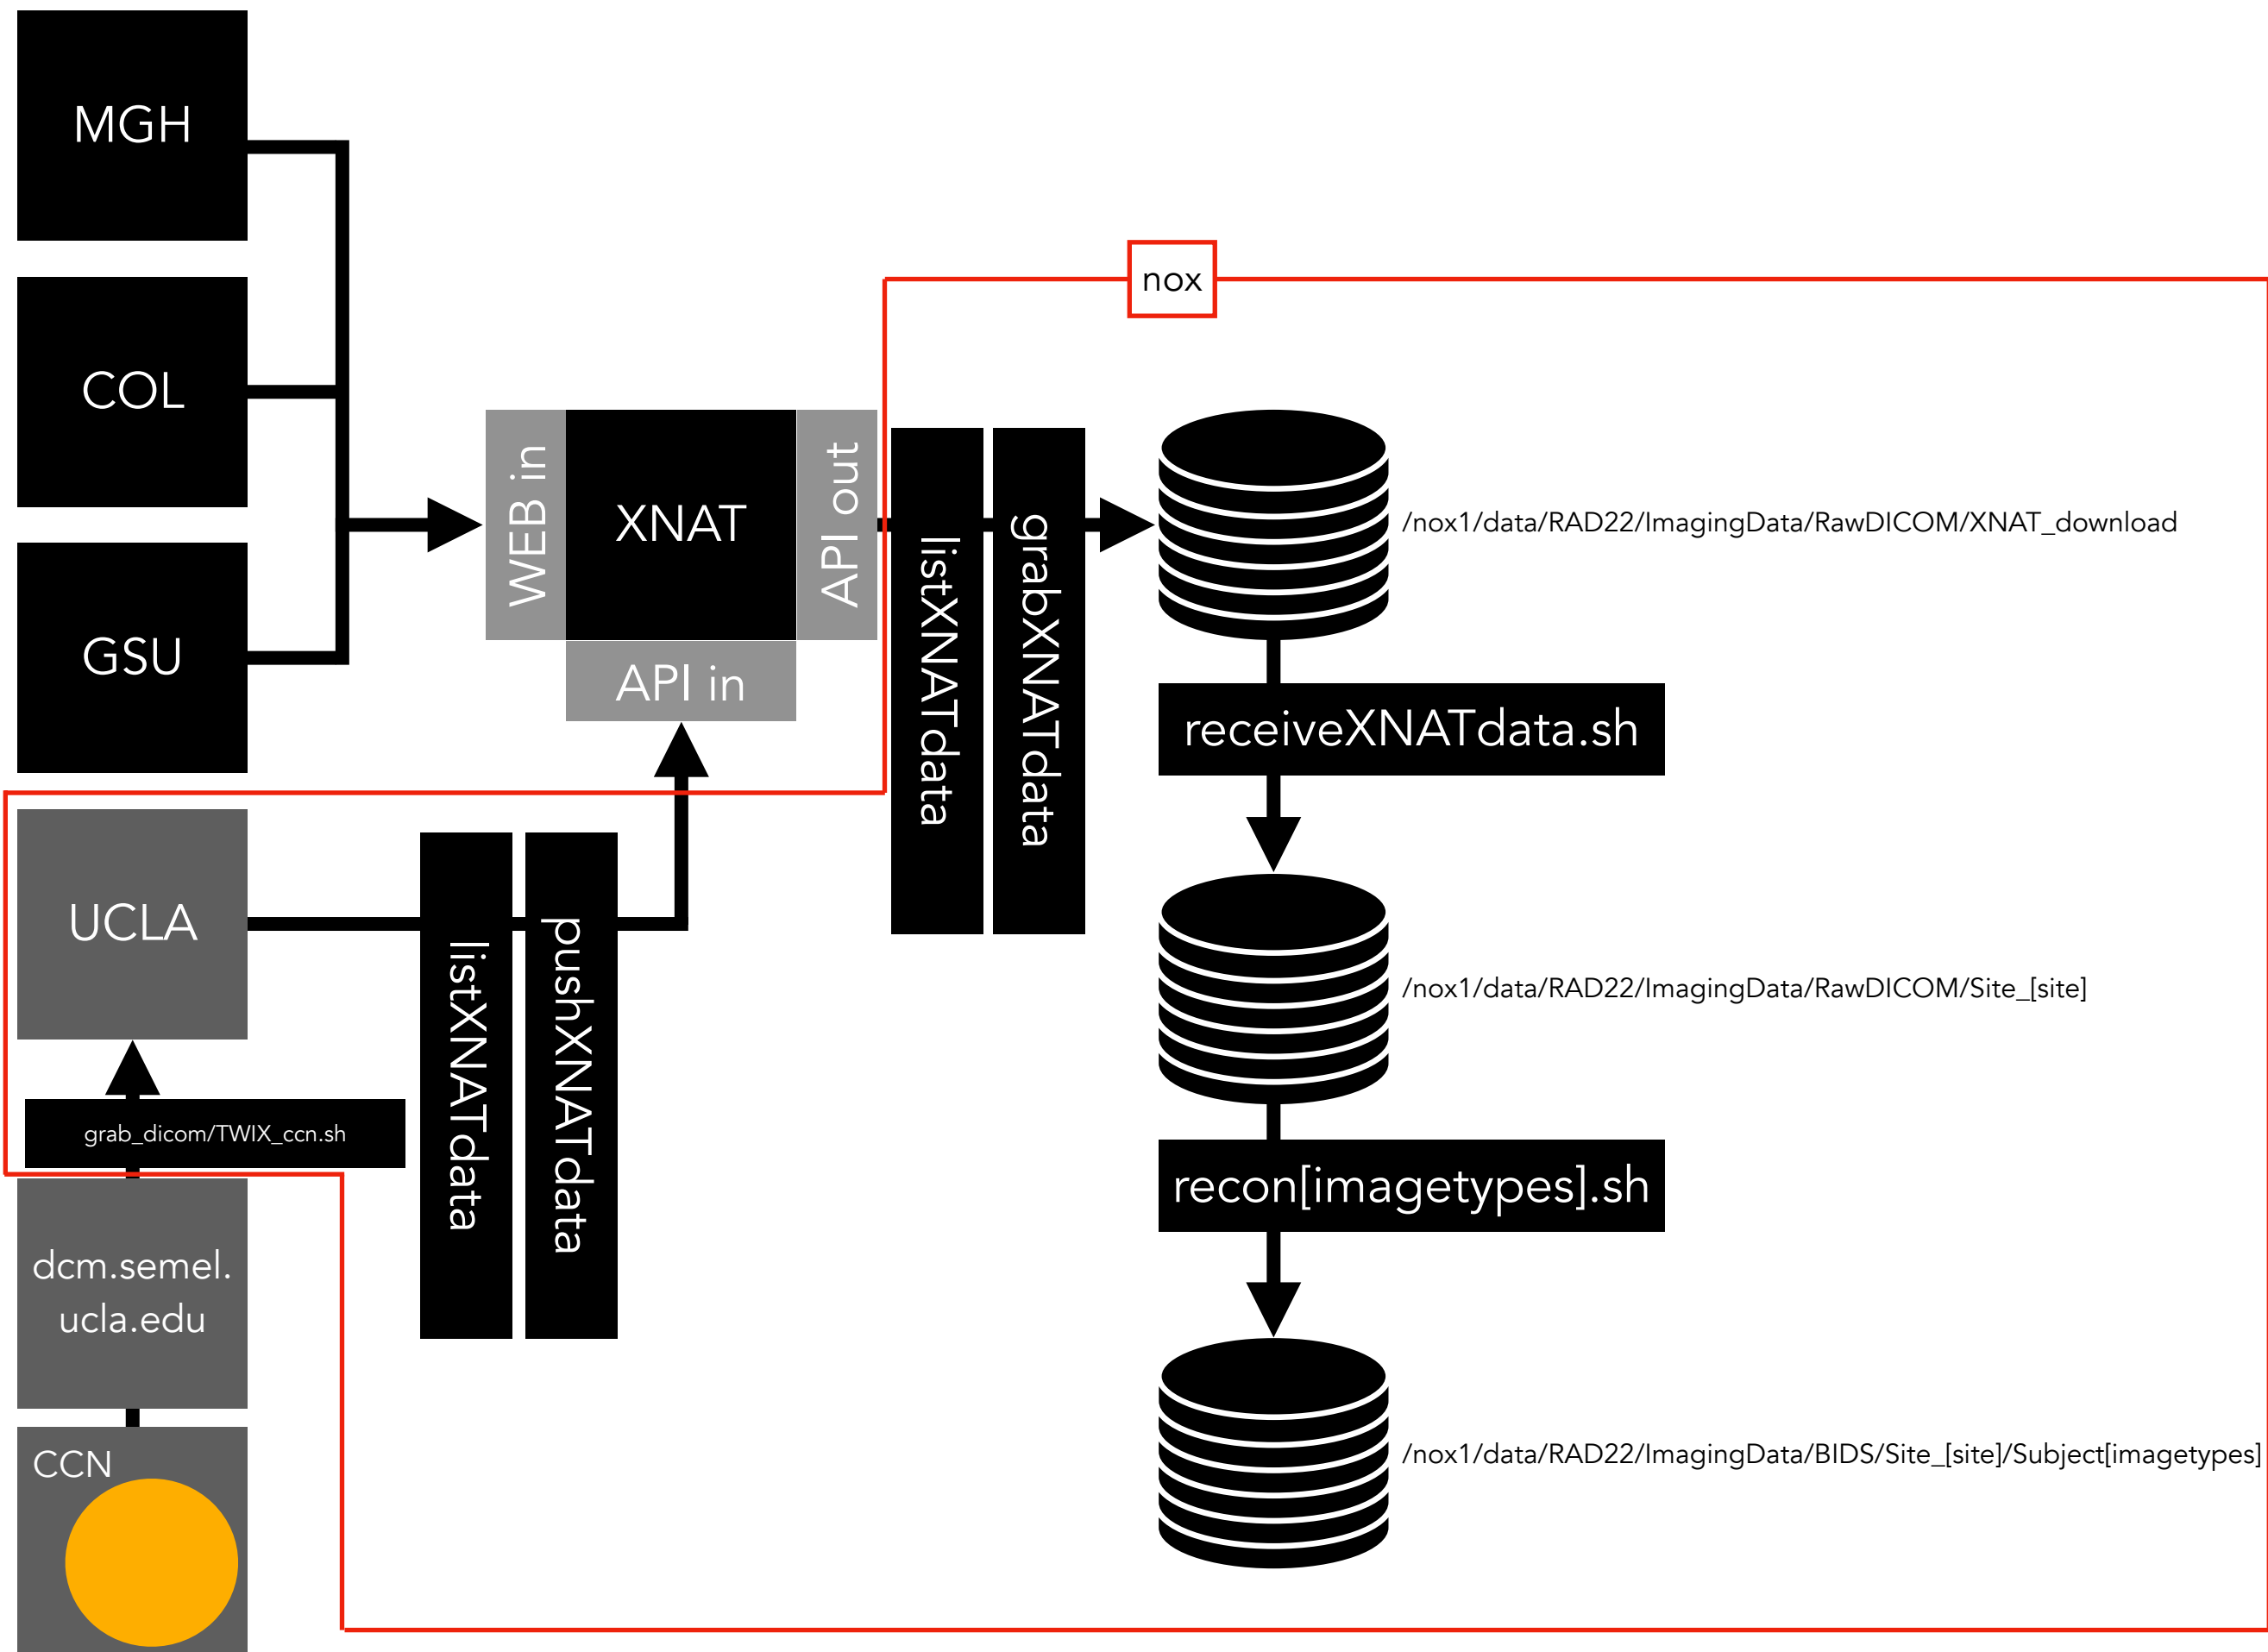 MGH
COL
GSU
nox
WEB in
XNAT
API out
API in
listXNATdata
grabXNATdata
/nox1/data/RAD22/ImagingData/RawDICOM/XNAT_download
receiveXNATdata.sh
UCLA
listXNATdata
pushXNATdata
/nox1/data/RAD22/ImagingData/RawDICOM/Site_[site]
grab_dicom/TWIX_ccn.sh
recon[imagetypes].sh
dcm.semel.
ucla.edu
CCN
/nox1/data/RAD22/ImagingData/BIDS/Site_[site]/Subject[imagetypes]